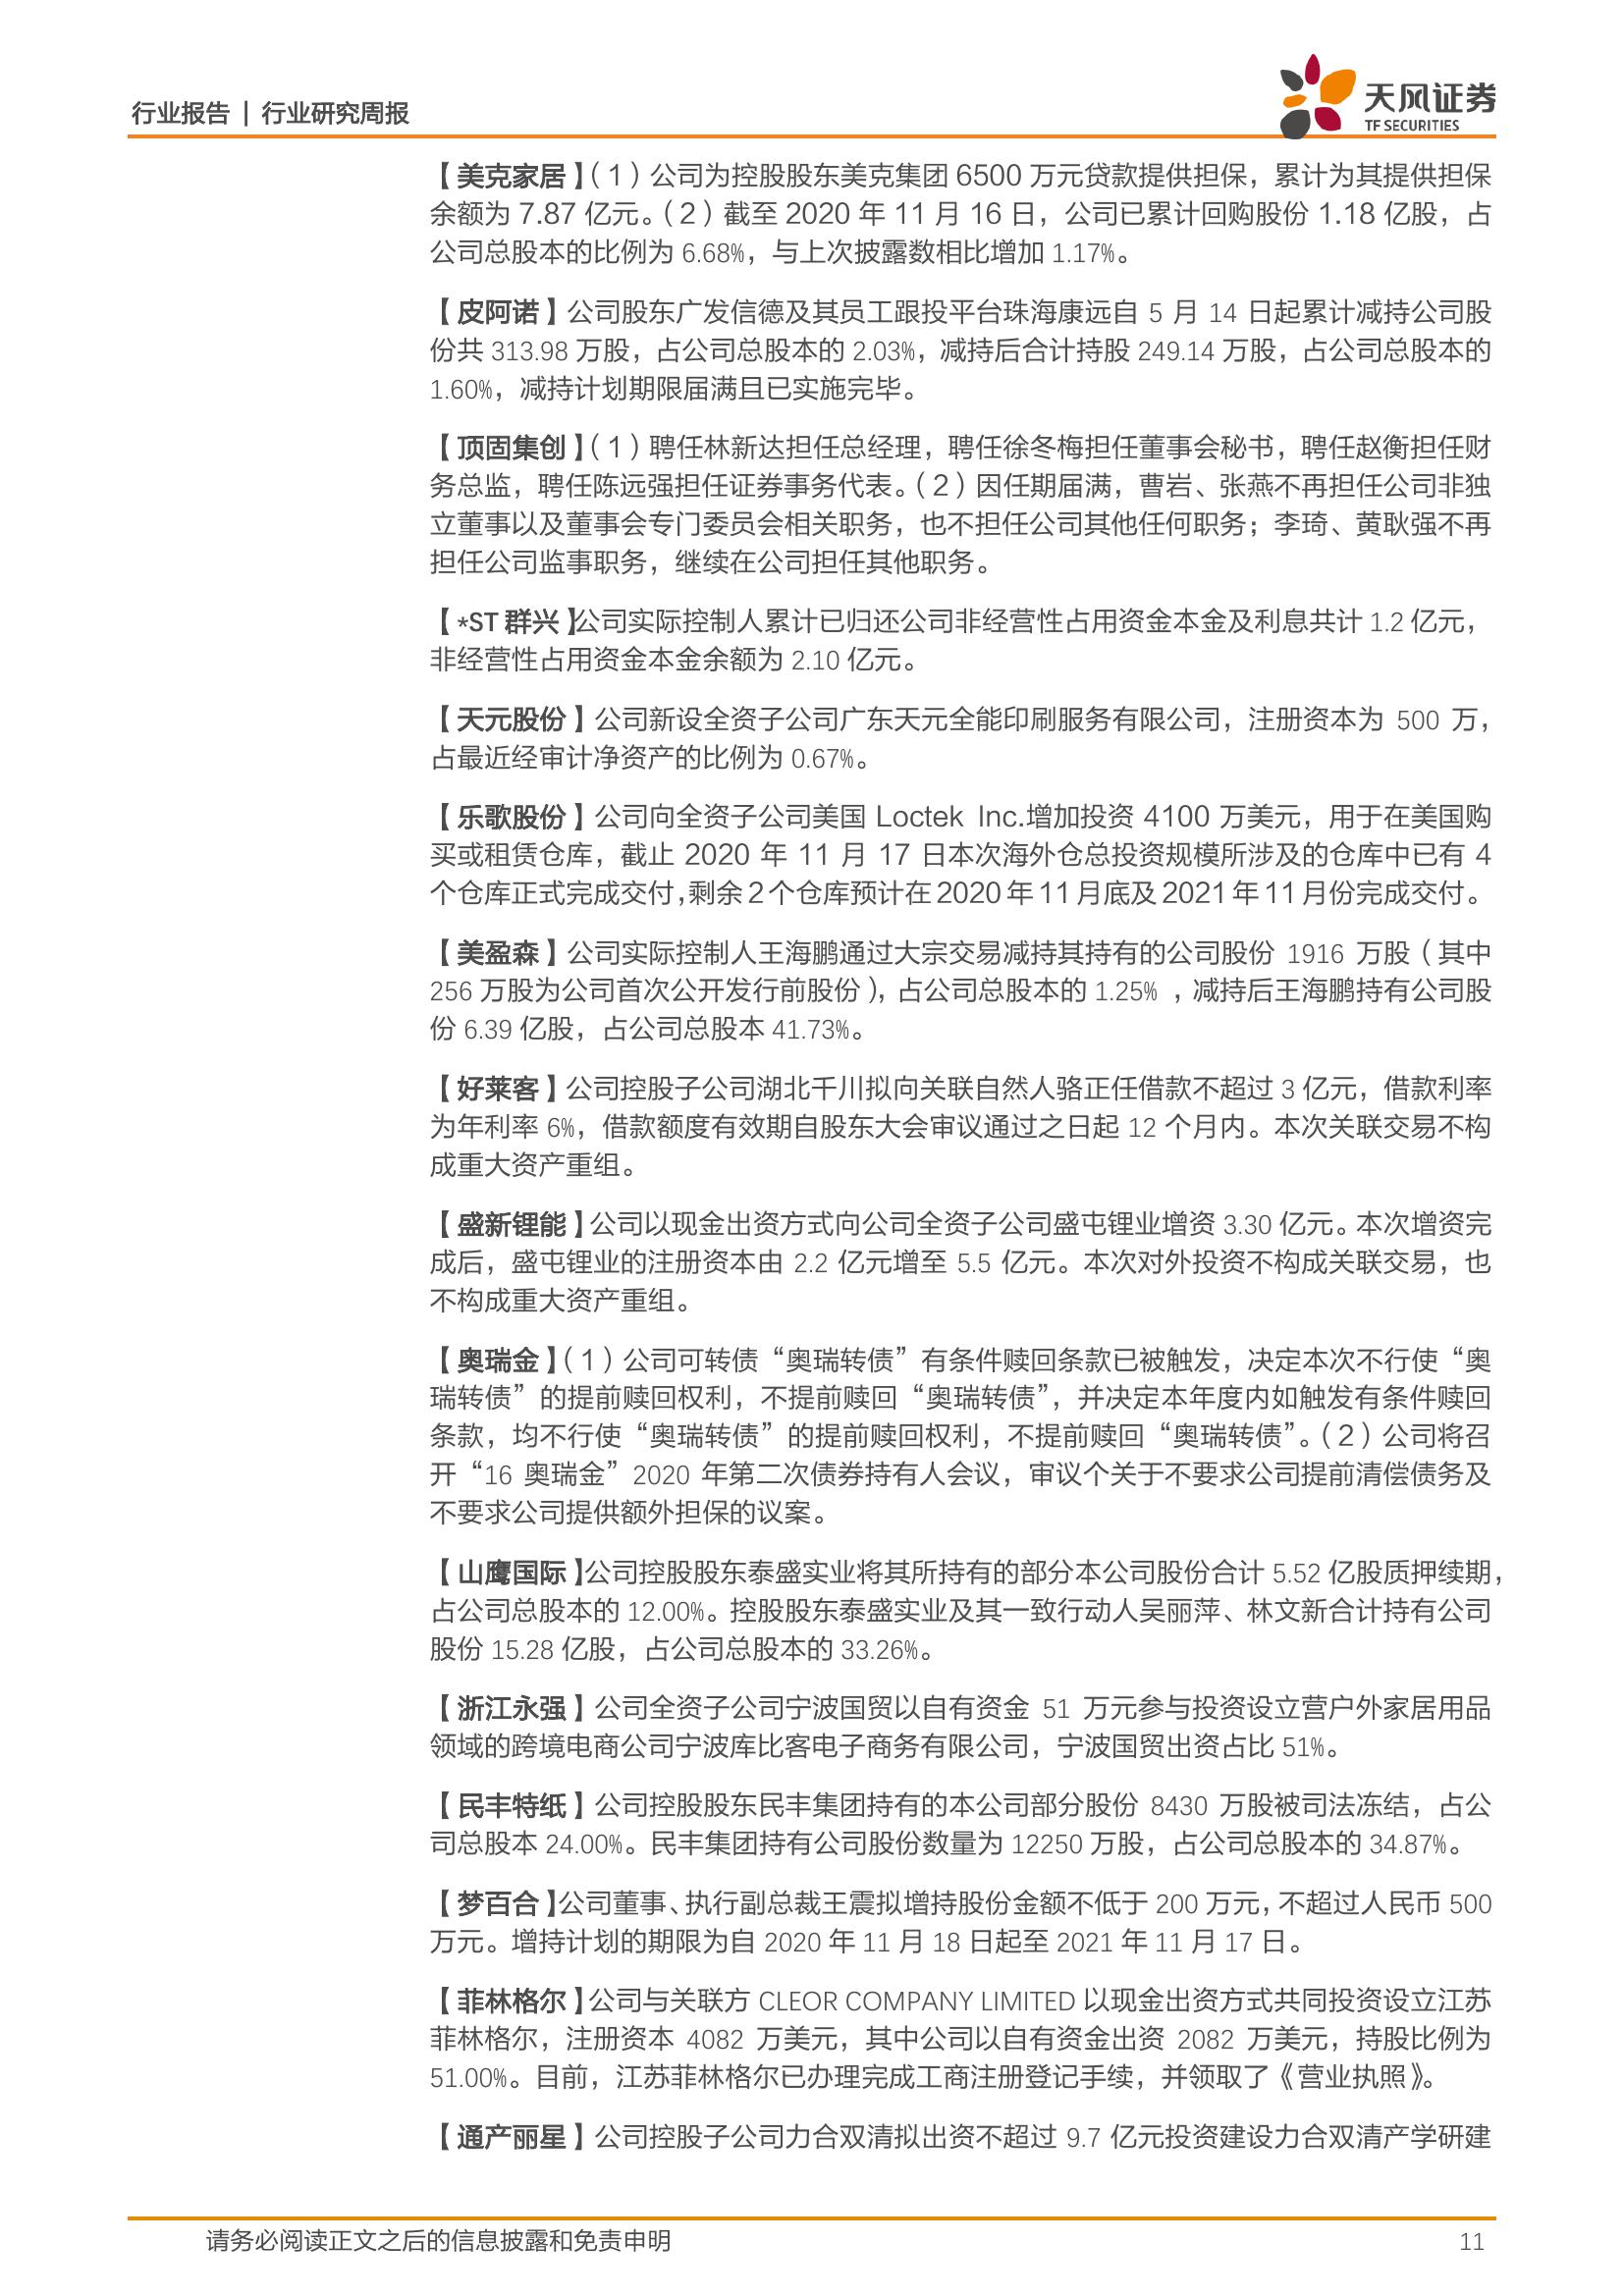 行业报告 | 行业研究周报
天风证券
TF SECURITIES
【美克家居】（1）公司为控股股东美克集团 6500 万元贷款提供担保，累计为其提供担保
余额为 7.87 亿元。（2）截至 2020 年 11 月 16 日，公司已累计回购股份 1.18 亿股，占
公司总股本的比例为 6.68%，与上次披露数相比增加 1.17%。
【皮阿诺】公司股东广发信德及其员工跟投平台珠海康远自 5 月 14 日起累计减持公司股
份共 313.98 万股，占公司总股本的 2.03%，减持后合计持股 249.14 万股，占公司总股本的
1.60%，减持计划期限届满且已实施完毕。
【顶固集创】（1）聘任林新达担任总经理，聘任徐冬梅担任董事会秘书，聘任赵衡担任财
务总监，聘任陈远强担任证券事务代表。（2）因任期届满，曹岩、张燕不再担任公司非独
立董事以及董事会专门委员会相关职务，也不担任公司其他任何职务；李琦、黄耿强不再
担任公司监事职务，继续在公司担任其他职务。
【*ST 群兴】公司实际控制人累计已归还公司非经营性占用资金本金及利息共计 1.2 亿元，
非经营性占用资金本金余额为 2.10 亿元。
【天元股份】公司新设全资子公司广东天元全能印刷服务有限公司，注册资本为 500 万，
占最近经审计净资产的比例为 0.67%。
【乐歌股份】公司向全资子公司美国 Loctek Inc.增加投资 4100 万美元，用于在美国购
买或租赁仓库，截止 2020 年 11 月 17 日本次海外仓总投资规模所涉及的仓库中已有 4
个仓库正式完成交付，剩余 2 个仓库预计在 2020 年 11 月底及 2021 年 11 月份完成交付。
【美盈森】公司实际控制人王海鹏通过大宗交易减持其持有的公司股份 1916 万股（其中
256 万股为公司首次公开发行前股份），占公司总股本的 1.25% ，减持后王海鹏持有公司股
份 6.39 亿股，占公司总股本 41.73%。
【好莱客】公司控股子公司湖北千川拟向关联自然人骆正任借款不超过 3 亿元，借款利率
为年利率 6%，借款额度有效期自股东大会审议通过之日起 12 个月内。本次关联交易不构
成重大资产重组。
【盛新锂能】公司以现金出资方式向公司全资子公司盛屯锂业增资 3.30 亿元。本次增资完
成后，盛屯锂业的注册资本由 2.2 亿元增至 5.5 亿元。本次对外投资不构成关联交易，也
不构成重大资产重组。
【奥瑞金】（1）公司可转债“奥瑞转债”有条件赎回条款已被触发，决定本次不行使“奥
瑞转债”的提前赎回权利，不提前赎回“奥瑞转债”，并决定本年度内如触发有条件赎回
条款，均不行使“奥瑞转债”的提前赎回权利，不提前赎回“奥瑞转债”。（2）公司将召
开“16 奥瑞金”2020 年第二次债券持有人会议，审议个关于不要求公司提前清偿债务及
不要求公司提供额外担保的议案。
【山鹰国际】公司控股股东泰盛实业将其所持有的部分本公司股份合计 5.52 亿股质押续期，
占公司总股本的 12.00%。控股股东泰盛实业及其一致行动人吴丽萍、林文新合计持有公司
股份 15.28 亿股，占公司总股本的 33.26%。
【浙江永强】公司全资子公司宁波国贸以自有资金 51 万元参与投资设立营户外家居用品
领域的跨境电商公司宁波库比客电子商务有限公司，宁波国贸出资占比 51%。
【民丰特纸】公司控股股东民丰集团持有的本公司部分股份 8430 万股被司法冻结，占公
司总股本 24.00%。民丰集团持有公司股份数量为 12250 万股，占公司总股本的 34.87%。
【梦百合】公司董事、执行副总裁王震拟增持股份金额不低于 200 万元，不超过人民币 500
万元。增持计划的期限为自 2020 年 11 月 18 日起至 2021 年 11 月 17 日。
【菲林格尔】公司与关联方 CLEOR COMPANY LIMITED 以现金出资方式共同投资设立江苏
菲林格尔，注册资本 4082 万美元，其中公司以自有资金出资 2082 万美元，持股比例为
51.00%。目前，江苏菲林格尔已办理完成工商注册登记手续，并领取了《营业执照》。
【通产丽星】公司控股子公司力合双清拟出资不超过 9.7 亿元投资建设力合双清产学研建
请务必阅读正文之后的信息披露和免责申明
11